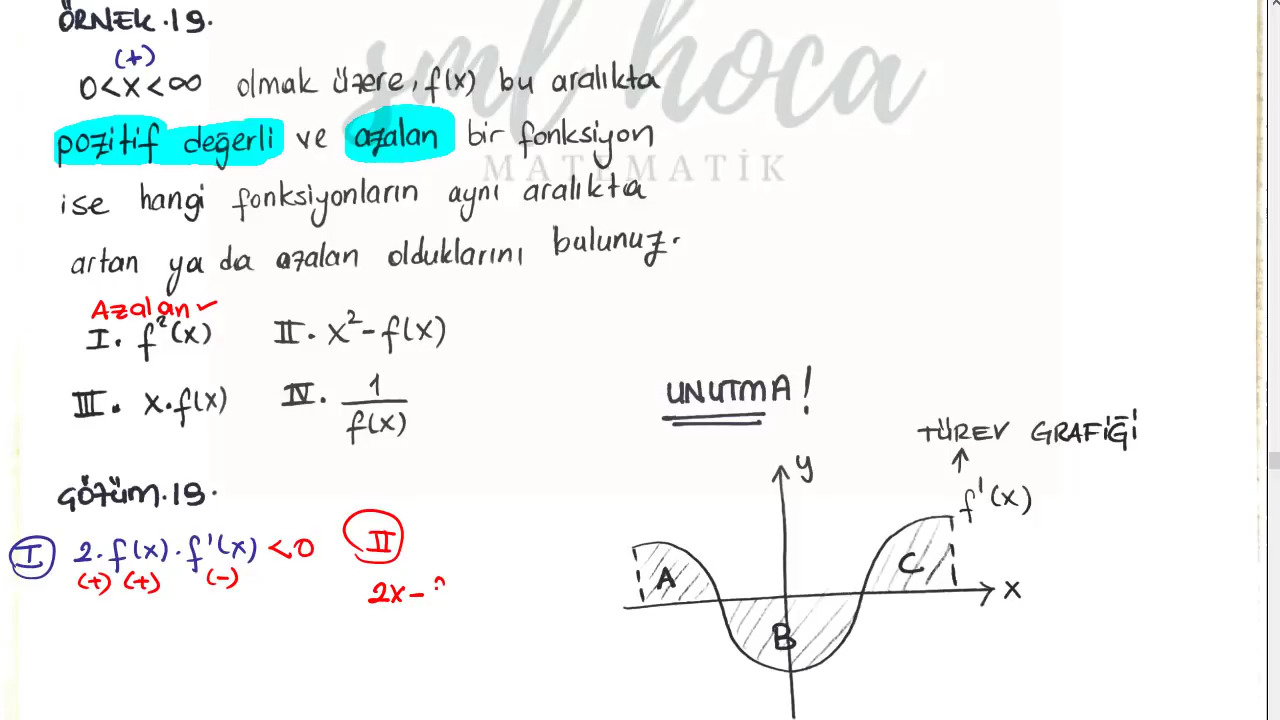 ÖRNEK.19.
(+)
0<x<∞ olmak üzere, f(x) bu aralıkta
pozitif değerli ve azalan bir fonksiyon
ise hangi fonksiyonların aynı aralıkta
artan ya da azalan olduklarını bulunuz.
Azalan ✓
I. f²(x) II. x²-f(x)
III. x.f(x) IV. 1/f(x)
ÇÖZÜM.19.
I 2.f(x).f'(x) <0 II
(+) (+) (-)
2x-
UNUTMA!
TÜREV GRAFİĞİ
y
f'(x)
A
C
x
B
sml hoca
MATEMATİK